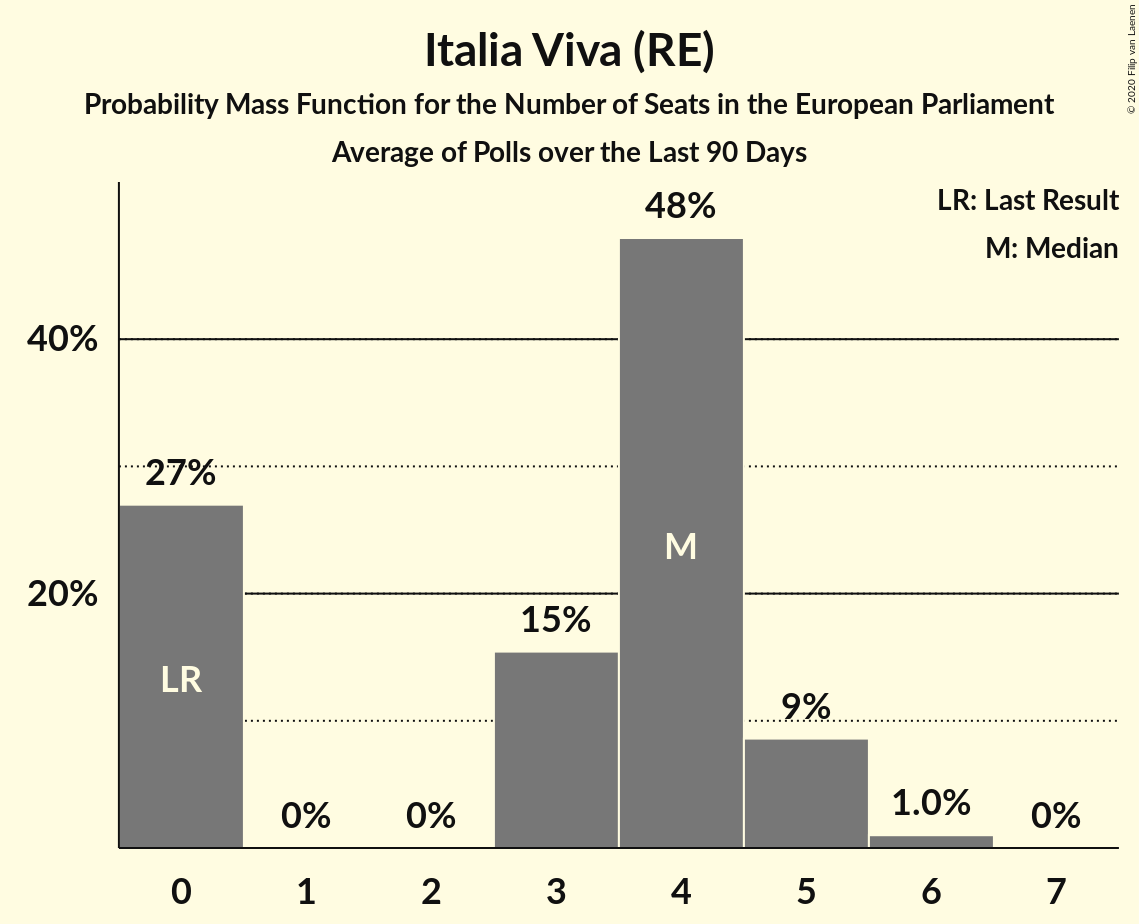 Italia Viva (RE)
Probability Mass Function for the Number of Seats in the European Parliament
Average of Polls over the Last 90 Days
© 2020 Filip van Laenen
LR: Last Result
M: Median
48%
40%
27%
M
20%
15%
LR
9%
0%
0%
1.0%
0%
0 1 2 3 4 5 6 7